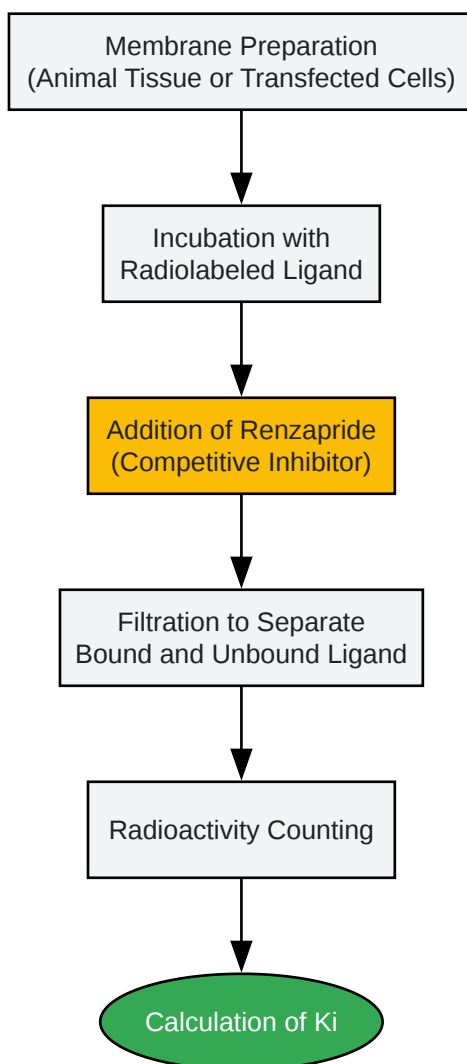 Membrane Preparation
(Animal Tissue or Transfected Cells)
Incubation with
Radiolabeled Ligand
Addition of Renzapride
(Competitive Inhibitor)
Filtration to Separate
Bound and Unbound Ligand
Radioactivity Counting
Calculation of Ki